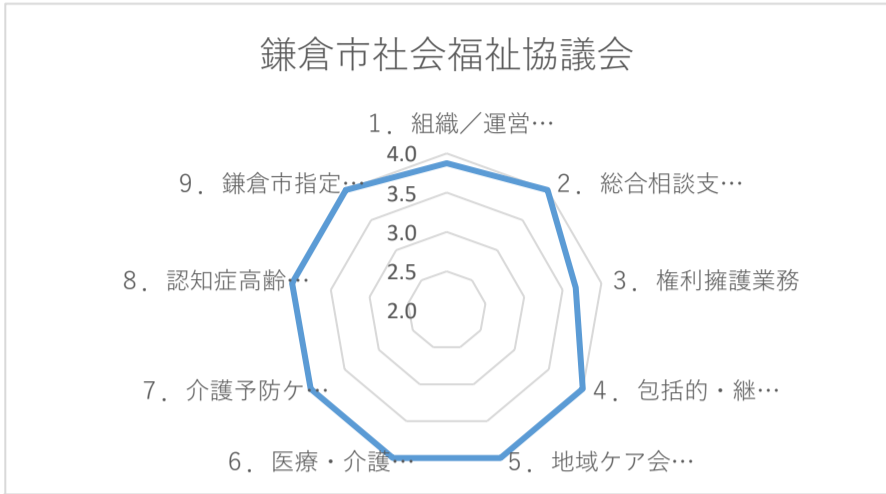 鎌倉市社会福祉協議会
1．組織／運営…
2．総合相談支…
3．権利擁護業務
4．包括的・継…
5．地域ケア会…
6．医療・介護…
7．介護予防ケ…
8．認知症高齢…
9．鎌倉市指定…
4.0
3.5
3.0
2.5
2.0